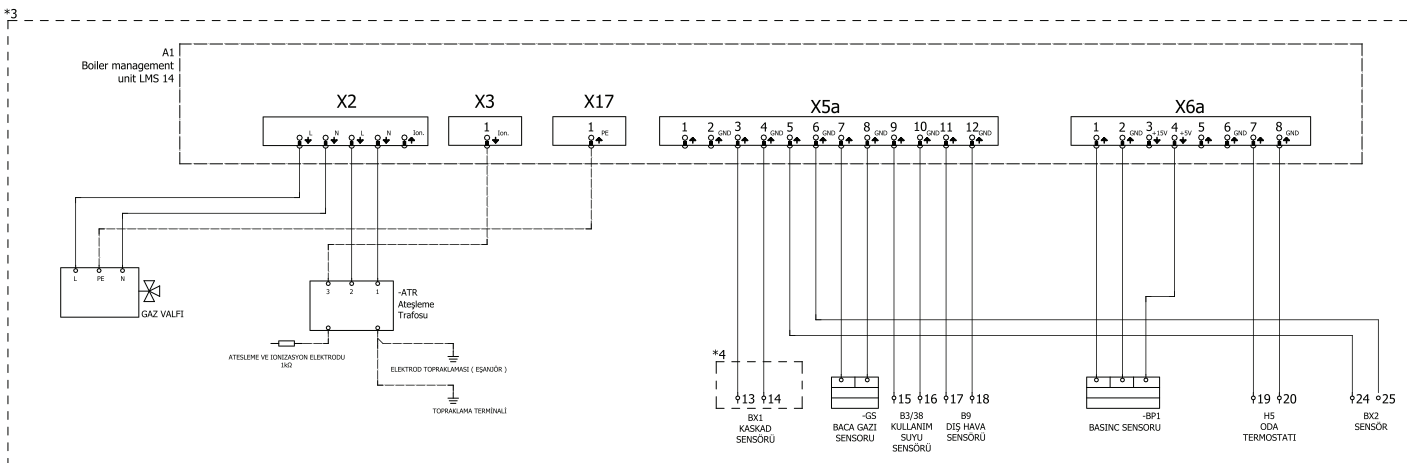 *3
A1
Boiler management
unit LMS 14
X2
X3
X17
X5a
X6a
L N L N Ion.
1 Ion.
1 PE
1 2 GND 3 4 GND 5 6 GND 7 8 GND 9 10 GND 11 12 GND
1 2 GND 3 +15V 4 +5V 5 6 GND 7 8 GND
L PE N
GAZ VALFI
3 2 1
-ATR
Ateşleme
Trafosu
ATESLEME VE IONIZASYON ELEKTRODU
1kΩ
ELEKTROD TOPRAKLAMASI ( EŞANJÖR )
TOPRAKLAMA TERMİNALİ
*4
13 14
BX1
KASKAD
SENSÖRÜ
-GS
BACA GAZI
SENSORU
15 16
B3/38
KULLANIM
SUYU
SENSÖRÜ
17 18
B9
DIŞ HAVA
SENSÖRÜ
-BP1
BASINC SENSORU
19 20
H5
ODA
TERMOSTATI
24 25
BX2
SENSÖR